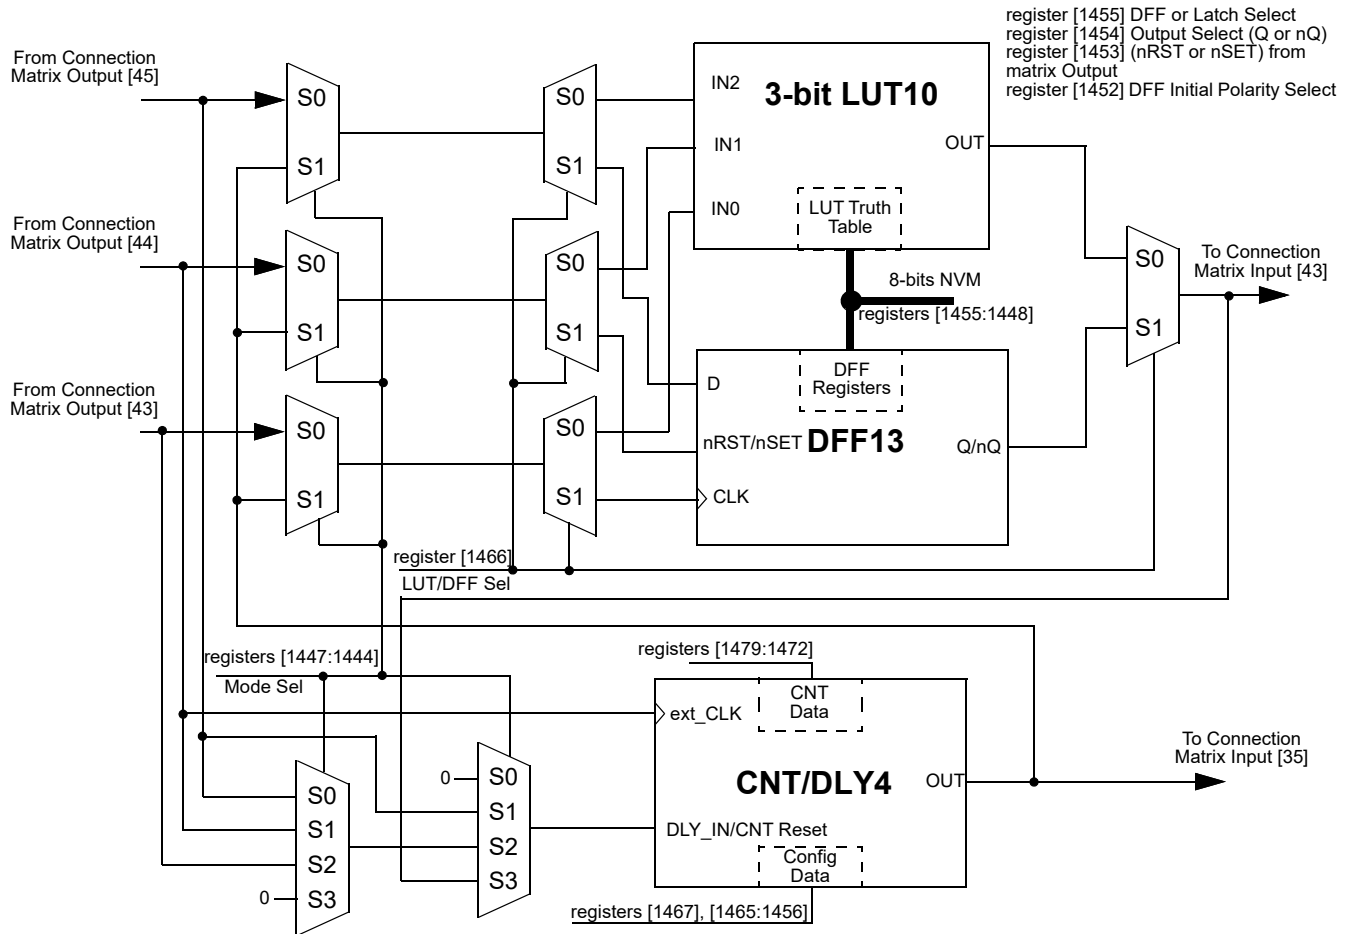 register [1455] DFF or Latch Select
register [1454] Output Select (Q or nQ)
register [1453] (nRST or nSET) from
matrix Output
register [1452] DFF Initial Polarity Select
From Connection
Matrix Output [45]
S0
S1
S0
S1
IN2
3-bit LUT10
IN1
OUT
IN0
LUT Truth
Table
From Connection
Matrix Output [44]
S0
S1
S0
S1
8-bits NVM
registers [1455:1448]
S0
S1
To Connection
Matrix Input [43]
From Connection
Matrix Output [43]
S0
S1
S0
S1
DFF
Registers
D
nRST/nSET
DFF13
Q/nQ
CLK
register [1466]
LUT/DFF Sel
registers [1447:1444]
Mode Sel
registers [1479:1472]
CNT
Data
ext_CLK
CNT/DLY4
OUT
To Connection
Matrix Input [35]
DLY_IN/CNT Reset
Config
Data
registers [1467], [1465:1456]
0
S0
S1
S2
S3
S0
S1
S2
0
S3